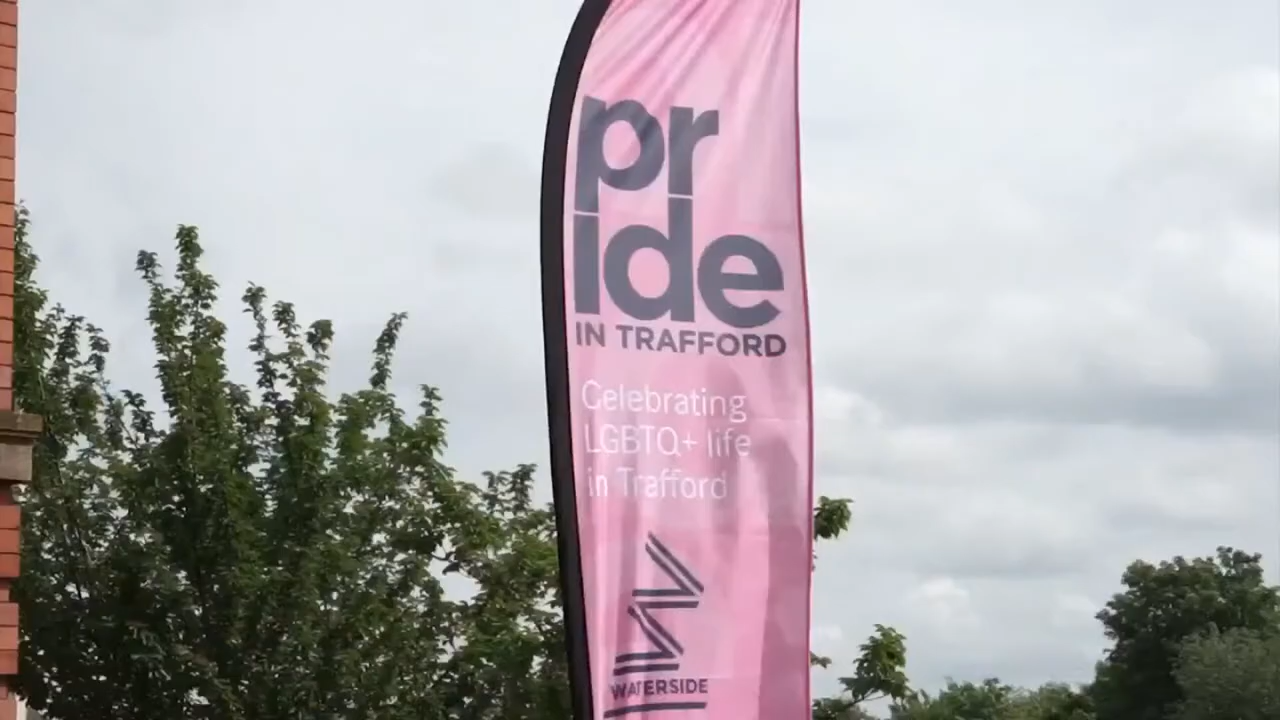 pr
ide
IN TRAFFORD
Celebrating
LGBTQ+ life
in Trafford
WATERSIDE